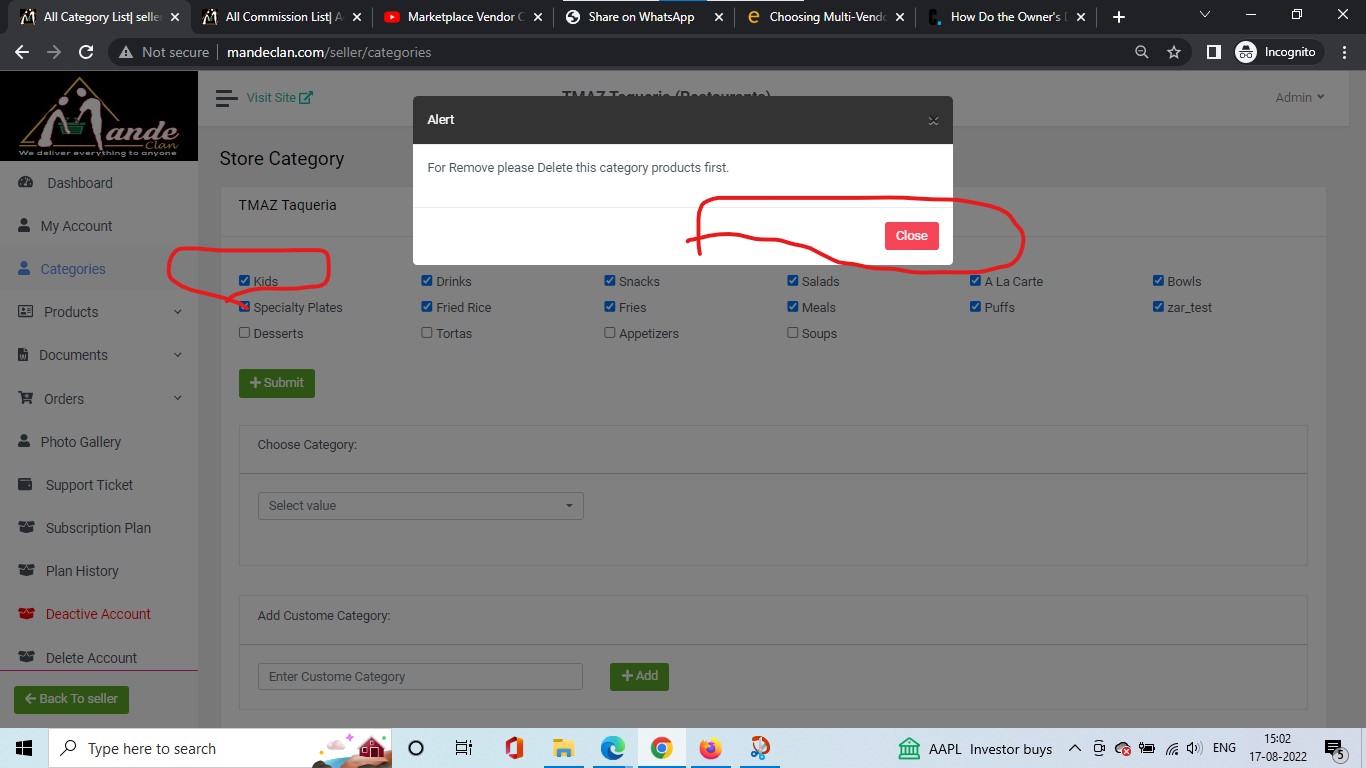 All Category List| selle
All Commission List| A
Marketplace Vendor C
Share on WhatsApp
Choosing Multi-Vendo
How Do the Owner's D
Not secure
mandeclan.com/seller/categories
Incognito
Mande
Clan
We deliver everything to anyone
Visit Site
TMAZ Taqueria (Restaurants)
Admin
Alert
For Remove please Delete this category products first.
Close
Dashboard
My Account
Categories
Products
Documents
Orders
Photo Gallery
Support Ticket
Subscription Plan
Plan History
Deactive Account
Delete Account
Back To seller
Store Category
TMAZ Taqueria
Kids
Drinks
Snacks
Salads
A La Carte
Bowls
Specialty Plates
Fried Rice
Fries
Meals
Puffs
zar_test
Desserts
Tortas
Appetizers
Soups
Submit
Choose Category:
Select value
Add Custome Category:
Enter Custome Category
Add
Type here to search
AAPL Investor buys
ENG
15:02
17-08-2022
5